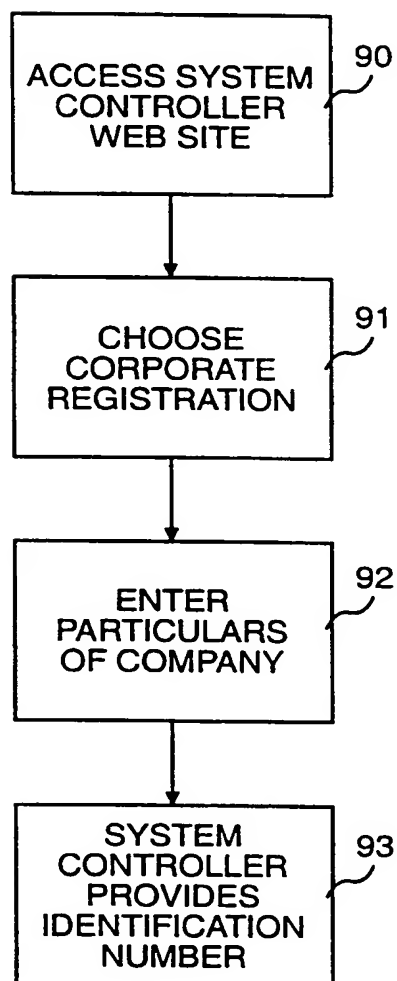 ACCESS SYSTEM
CONTROLLER
WEB SITE
90
CHOOSE
CORPORATE
REGISTRATION
91
ENTER
PARTICULARS
OF COMPANY
92
SYSTEM
CONTROLLER
PROVIDES
IDENTIFICATION
NUMBER
93